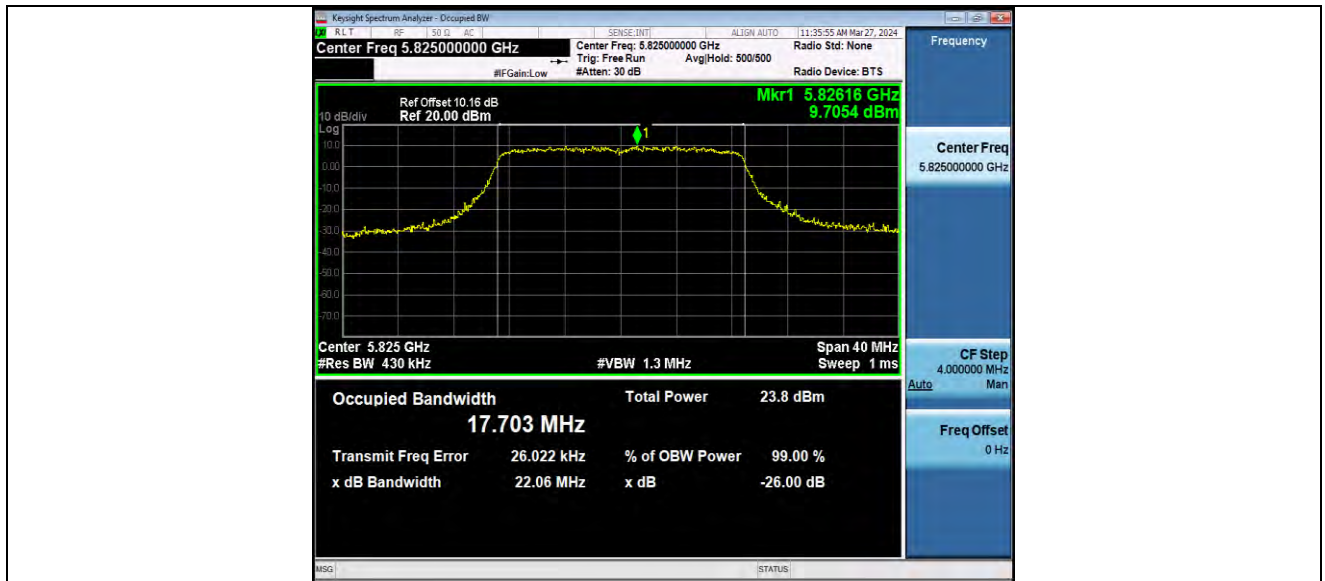 Keysight Spectrum Analyzer - Occupied BW
RLT RF 50 Ω AC SENSE:INT ALIGN AUTO 11:35:55 AM Mar 27, 2024
Center Freq 5.825000000 GHz Center Freq: 5.825000000 GHz Radio Std: None
Trig: Free Run Avg|Hold: 500/500
#IFGain:Low #Atten: 30 dB Radio Device: BTS
Frequency
Mkr1 5.82616 GHz
Ref Offset 10.16 dB
10 dB/div Ref 20.00 dBm 9.7054 dBm
Log
1
10.0
0.00
-10.0
-20.0
-30.0
-40.0
-50.0
-60.0
-70.0
Center 5.825 GHz Span 40 MHz
#Res BW 430 kHz #VBW 1.3 MHz Sweep 1 ms
Center Freq
5.825000000 GHz
CF Step
4.000000 MHz
Auto Man
Freq Offset
0 Hz
Occupied Bandwidth Total Power 23.8 dBm
17.703 MHz
Transmit Freq Error 26.022 kHz % of OBW Power 99.00 %
x dB Bandwidth 22.06 MHz x dB -26.00 dB
MSG STATUS